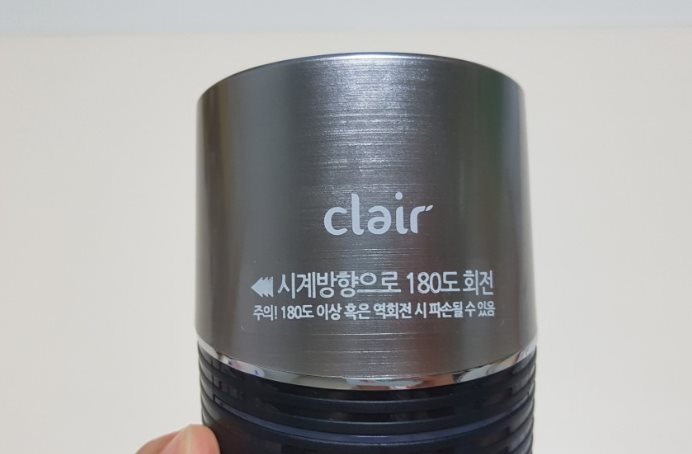 clair
시계방향으로 180도 회전
주의! 180도 이상 혹은 역회전 시 파손될 수 있음